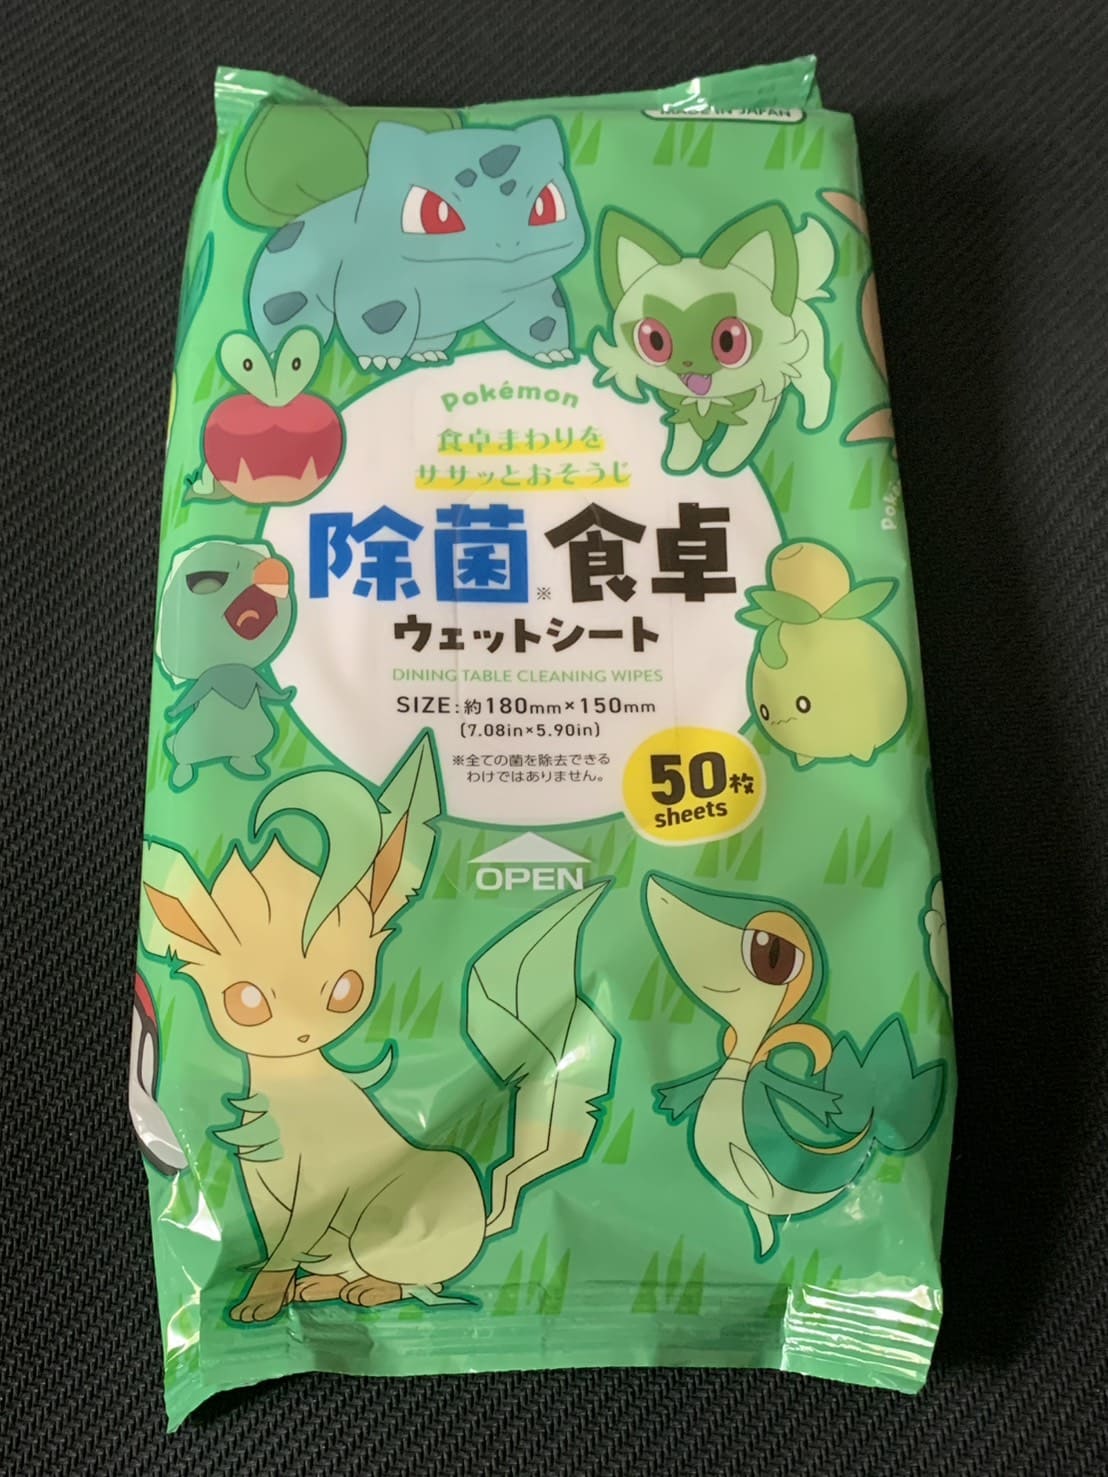 MADE IN JAPAN
Pokémon
食卓まわりを
ササッとおそうじ
除菌※食卓
ウェットシート
DINING TABLE CLEANING WIPES
SIZE:約180mm×150mm
(7.08in×5.90in)
※全ての菌を除去できる
わけではありません。
50枚
sheets
OPEN
Poké